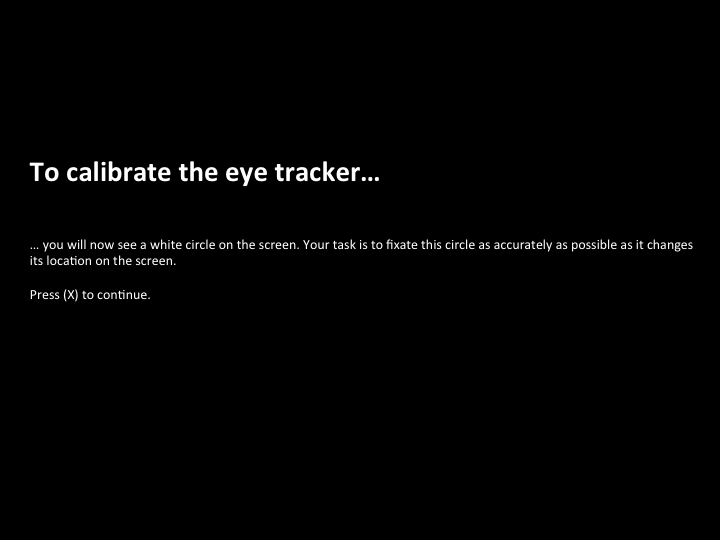 To calibrate the eye tracker…
… you will now see a white circle on the screen. Your task is to fixate this circle as accurately as possible as it changes
its location on the screen.
Press (X) to continue.